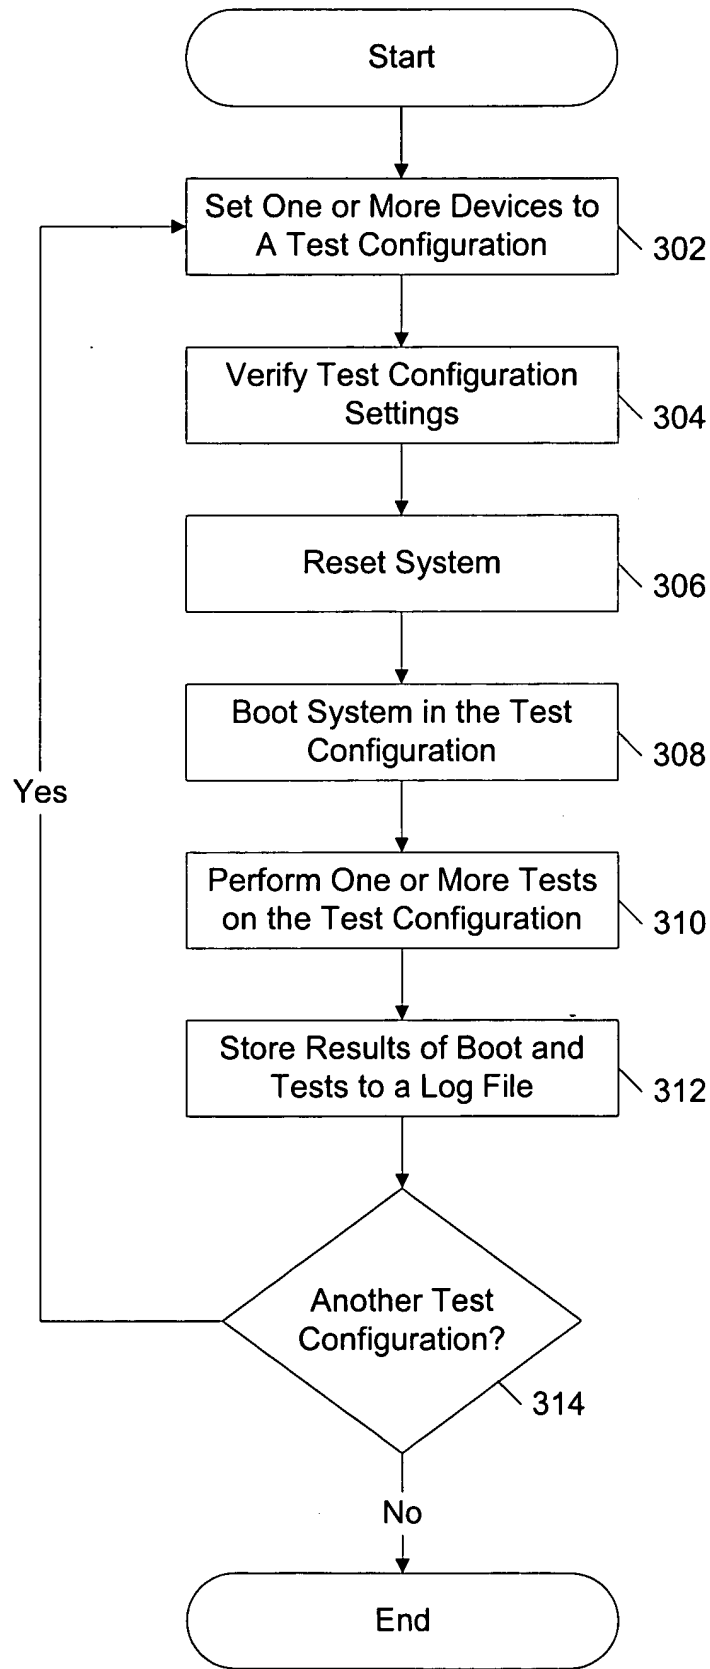 Start
Set One or More Devices to
A Test Configuration
302
Verify Test Configuration
Settings
304
Reset System
306
Boot System in the Test
Configuration
308
Perform One or More Tests
on the Test Configuration
310
Store Results of Boot and
Tests to a Log File
312
Yes
Another Test
Configuration?
314
No
End